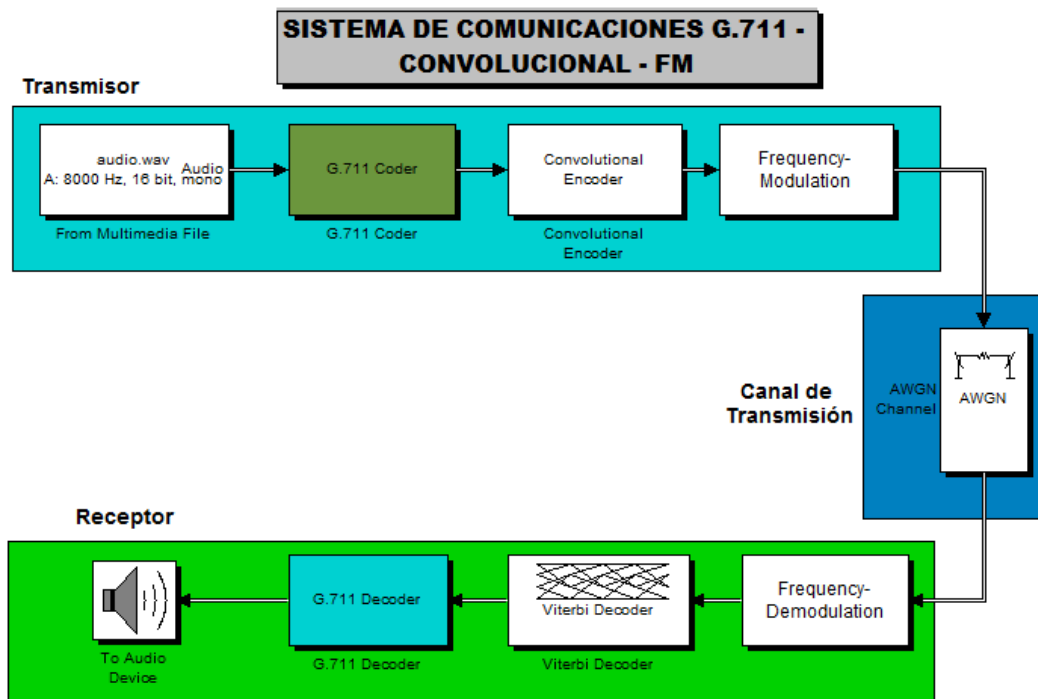 SISTEMA DE COMUNICACIONES G.711 -
CONVOLUCIONAL - FM
Transmisor
audio.wav
Audio
A: 8000 Hz, 16 bit, mono
From Multimedia File
G.711 Coder
G.711 Coder
Convolutional
Encoder
Convolutional
Encoder
Frequency-
Modulation
Canal de
Transmisión
AWGN
Channel
AWGN
Receptor
To Audio
Device
G.711 Decoder
G.711 Decoder
Viterbi Decoder
Viterbi Decoder
Frequency-
Demodulation